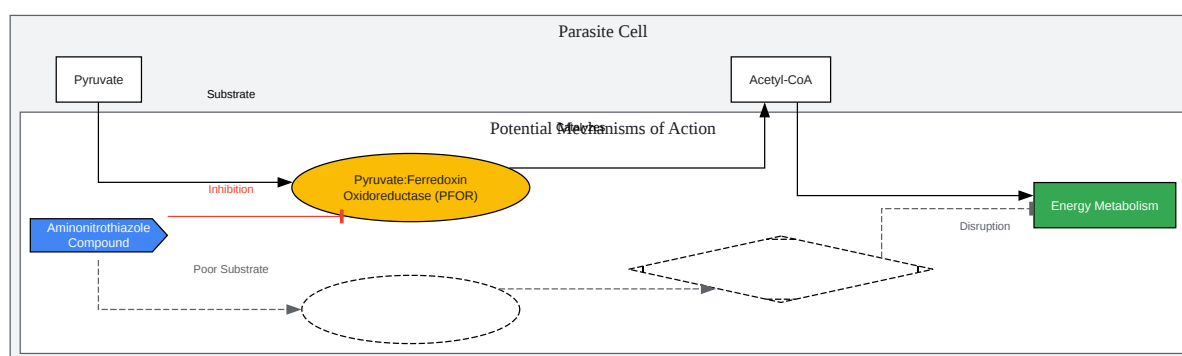 Parasite Cell
Pyruvate
Acetyl-CoA
Substrate
Potential Mechanisms of Action
Catalyzes
Pyruvate:Ferredoxin
Oxidoreductase (PFOR)
Inhibition
Energy Metabolism
Aminonitrothiazole
Compound
Disruption
Poor Substrate